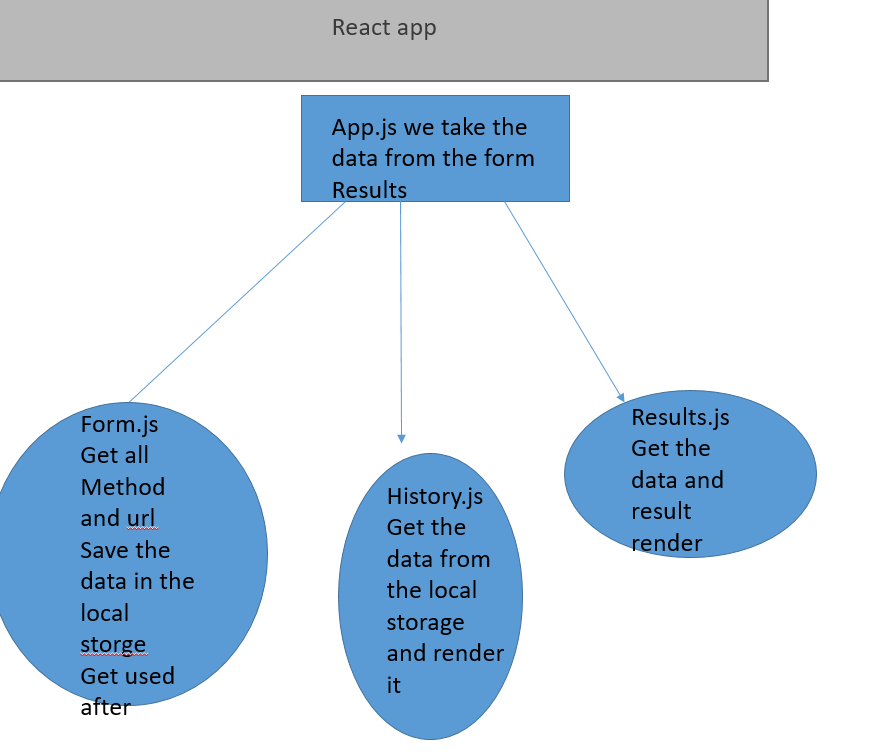 React app
App.js we take the
data from the form
Results
Form.js
Get all
Method
and url
Save the
data in the
local
storge
Get used
after
History.js
Get the
data from
the local
storage
and render
it
Results.js
Get the
data and
result
render